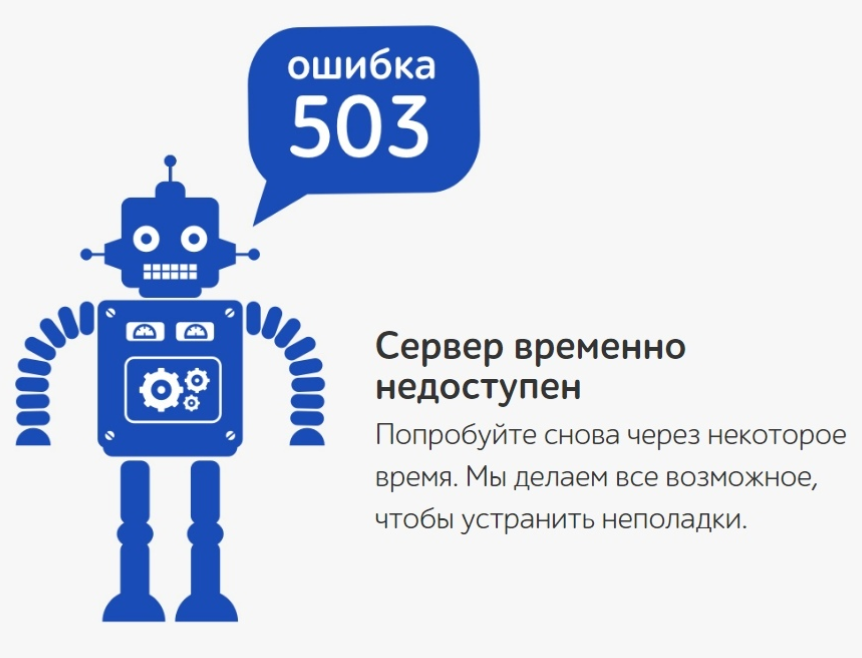 ошибка
503
Сервер временно
недоступен
Попробуйте снова через некоторое
время. Мы делаем все возможное,
чтобы устранить неполадки.